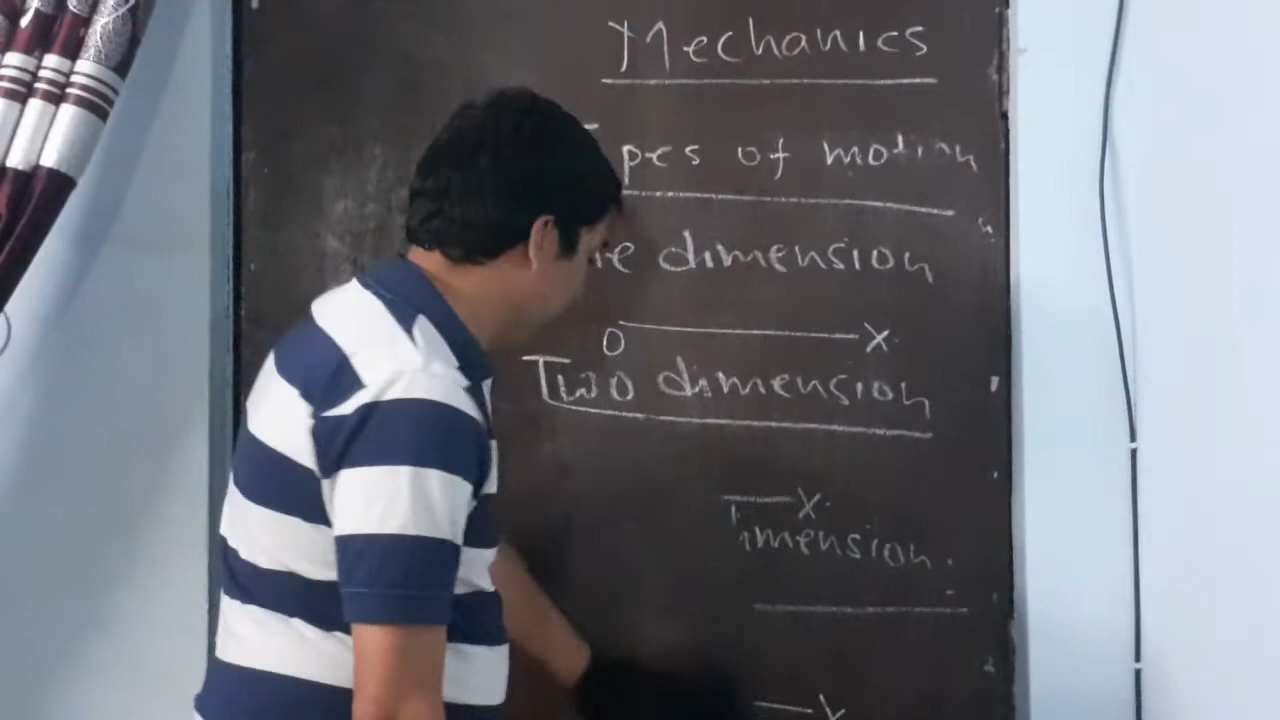 Mechanics
pes of motion
e dimension
O X
Two dimension
X
imension.
X